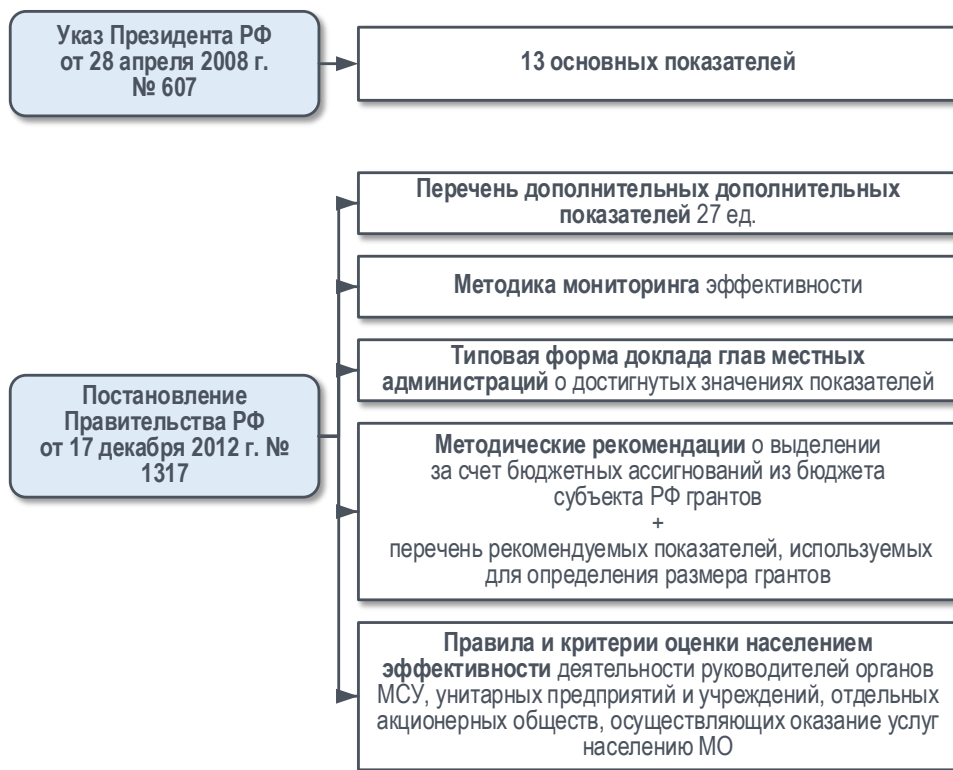 Указ Президента РФ
от 28 апреля 2008 г.
№ 607
13 основных показателей
Перечень дополнительных дополнительных
показателей 27 ед.
Методика мониторинга эффективности
Типовая форма доклада глав местных
администраций о достигнутых значениях показателей
Постановление
Правительства РФ
от 17 декабря 2012 г. №
1317
Методические рекомендации о выделении
за счет бюджетных ассигнований из бюджета
субъекта РФ грантов
+
перечень рекомендуемых показателей, используемых
для определения размера грантов
Правила и критерии оценки населением
эффективности деятельности руководителей органов
МСУ, унитарных предприятий и учреждений, отдельных
акционерных обществ, осуществляющих оказание услуг
населению МО